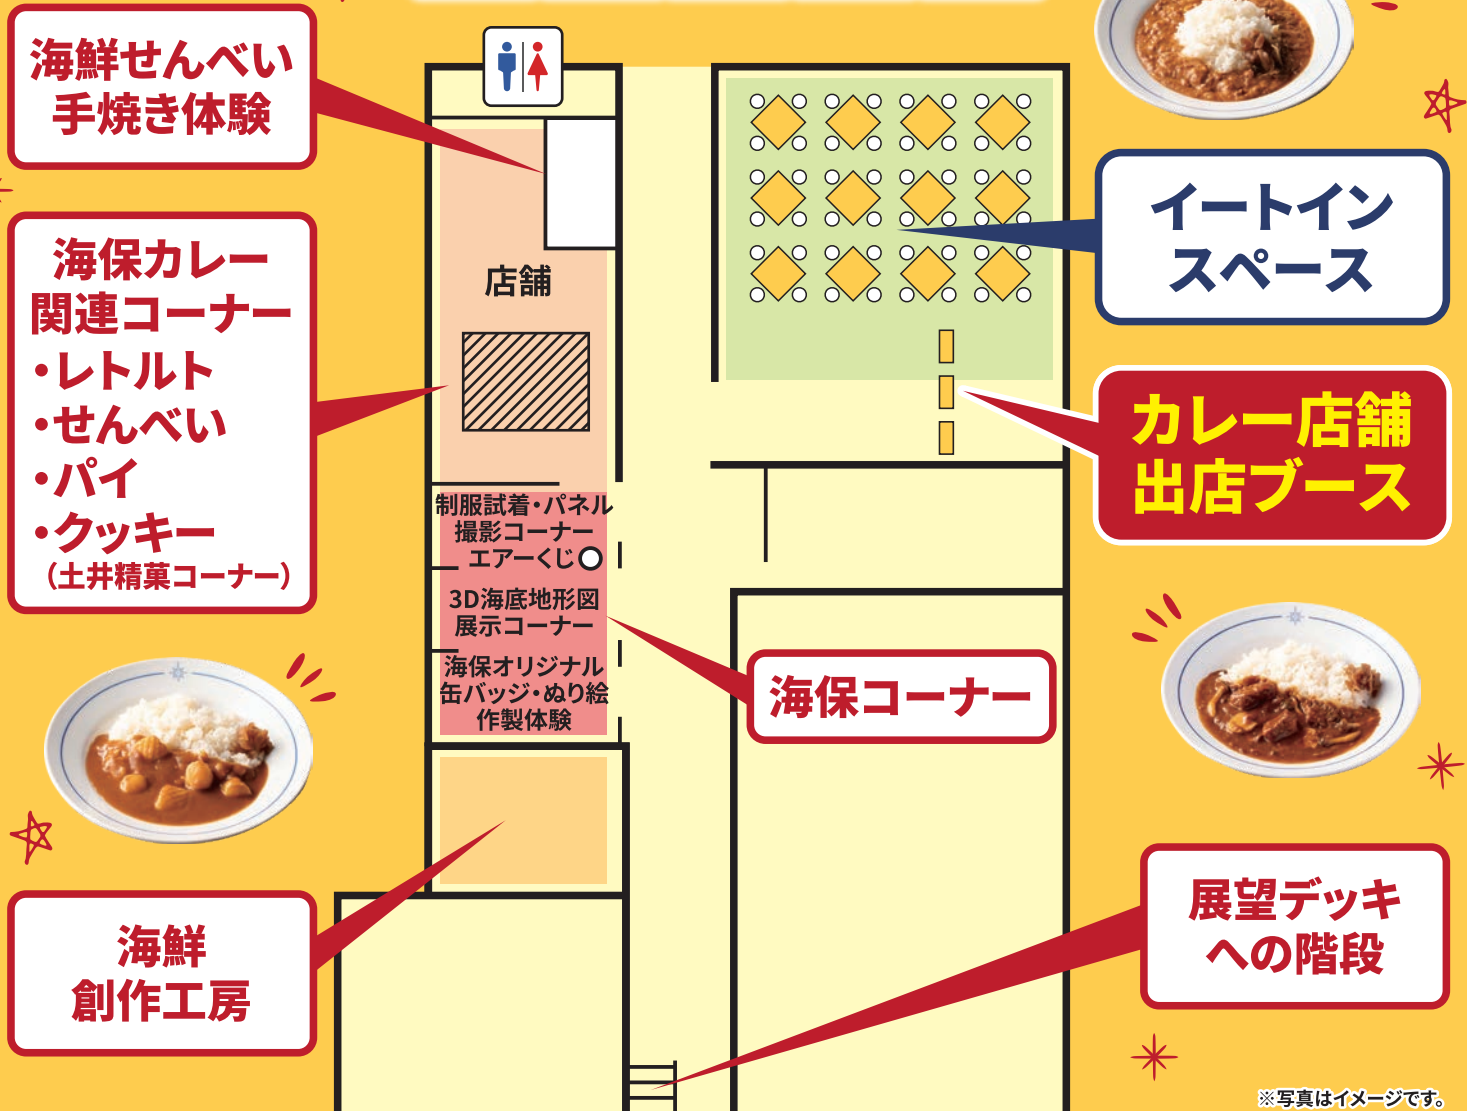 海鮮せんべい
手焼き体験
海保カレー
関連コーナー
・レトルト
・せんべい
・パイ
・クッキー
（土井精菓コーナー）
店舗
制服試着・パネル
撮影コーナー
エアーくじ
3D海底地形図
展示コーナー
海保オリジナル
缶バッジ・ぬり絵
作製体験
イートイン
スペース
カレー店舗
出店ブース
海保コーナー
海鮮
創作工房
展望デッキ
への階段
※写真はイメージです。